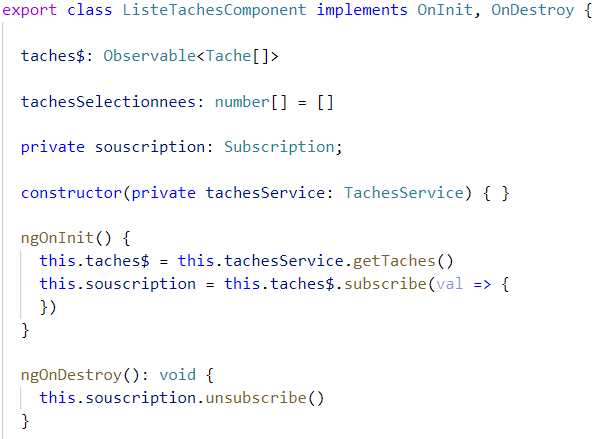 export class ListeTachesComponent implements OnInit, OnDestroy {
taches$: Observable<Tache[]>
tachesSelectionnees: number[] = []
private souscription: Subscription;
constructor(private tachesService: TachesService) { }
ngOnInit() {
this.taches$ = this.tachesService.getTaches()
this.souscription = this.taches$.subscribe(val => {
})
}
ngOnDestroy(): void {
this.souscription.unsubscribe()
}